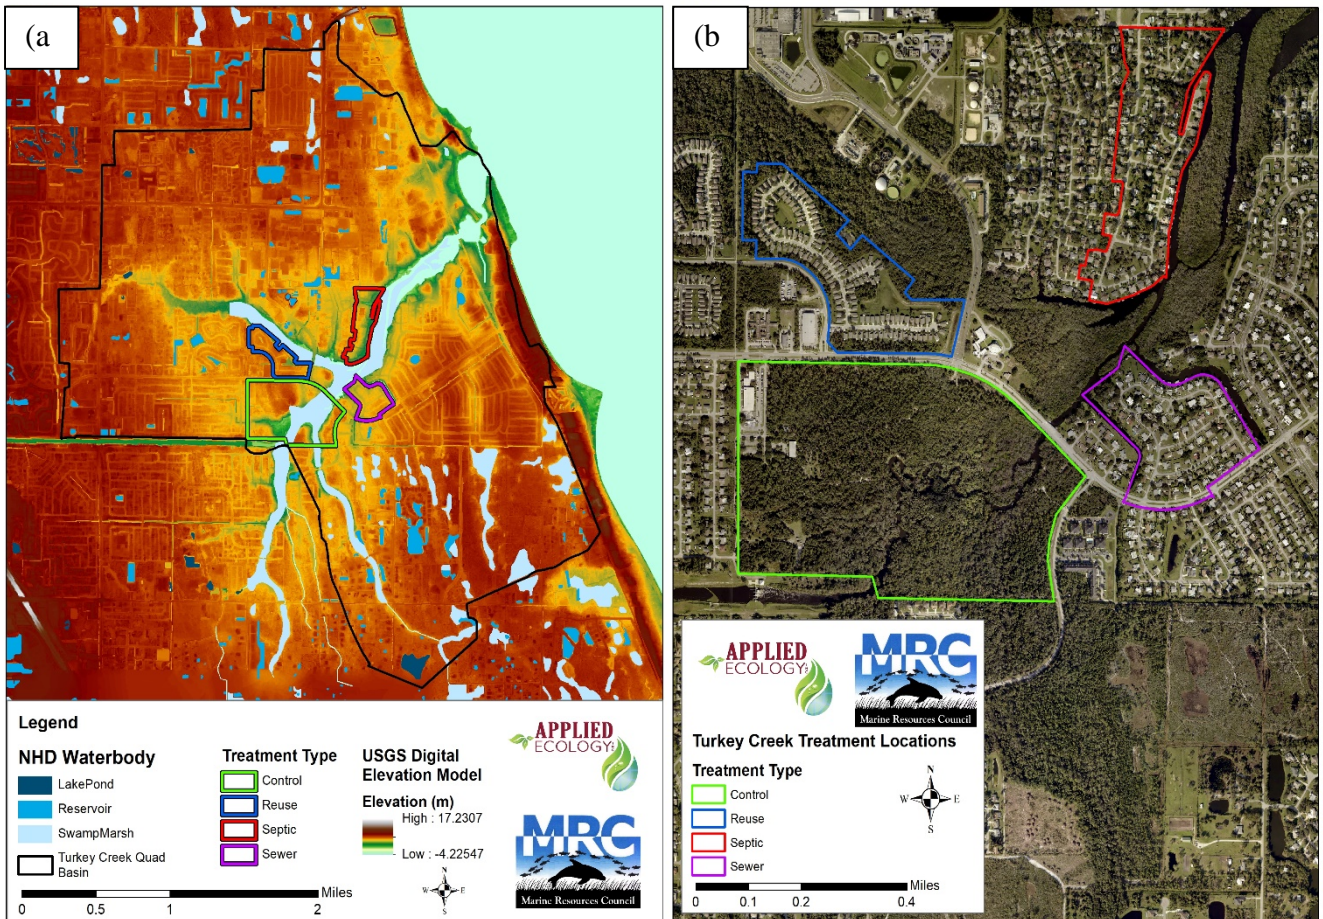 (a
(b)
Legend
NHD Waterbody
LakePond
Reservoir
SwampMarsh
Turkey Creek Quad
Basin
0 0.5 1 2 Miles
Treatment Type
Control
Reuse
Septic
Sewer
USGS Digital
Elevation Model
Elevation (m)
High : 17.2307
Low : -4.22547
N
W E
S
APPLIED
ECOLOGY
MRC
Marine Resources Council
APPLIED
ECOLOGY
MRC
Marine Resources Council
Turkey Creek Treatment Locations
Treatment Type
Control
Reuse
Septic
Sewer
N
W E
S
0 0.1 0.2 0.4 Miles